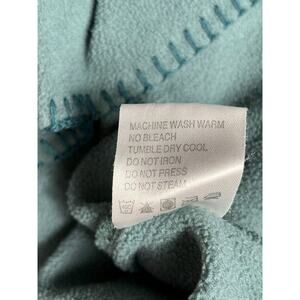 MACHINE WASH WARM
NO BLEACH
TUMBLE DRY COOL
DO NOT IRON
DO NOT PRESS
DO NOT STEAM